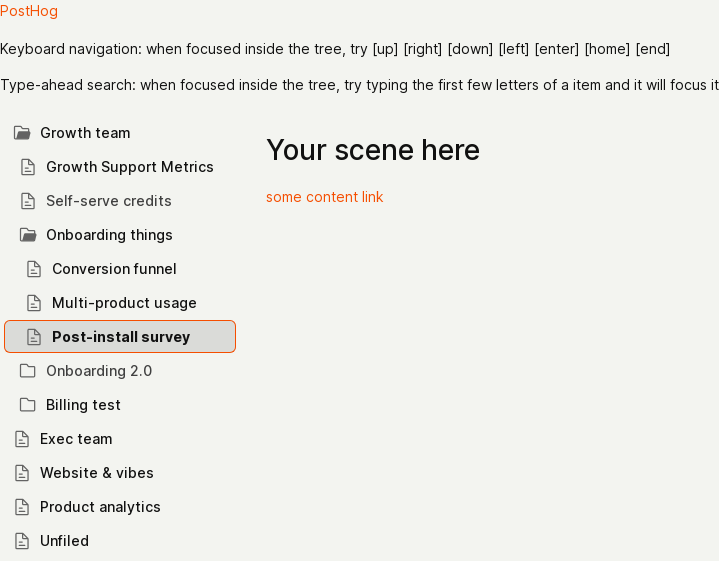 PostHog
Keyboard navigation: when focused inside the tree, try [up] [right] [down] [left] [enter] [home] [end]
Type-ahead search: when focused inside the tree, try typing the first few letters of a item and it will focus it
Growth team
Growth Support Metrics
Self-serve credits
Onboarding things
Conversion funnel
Multi-product usage
Post-install survey
Onboarding 2.0
Billing test
Exec team
Website & vibes
Product analytics
Unfiled
Your scene here
some content link